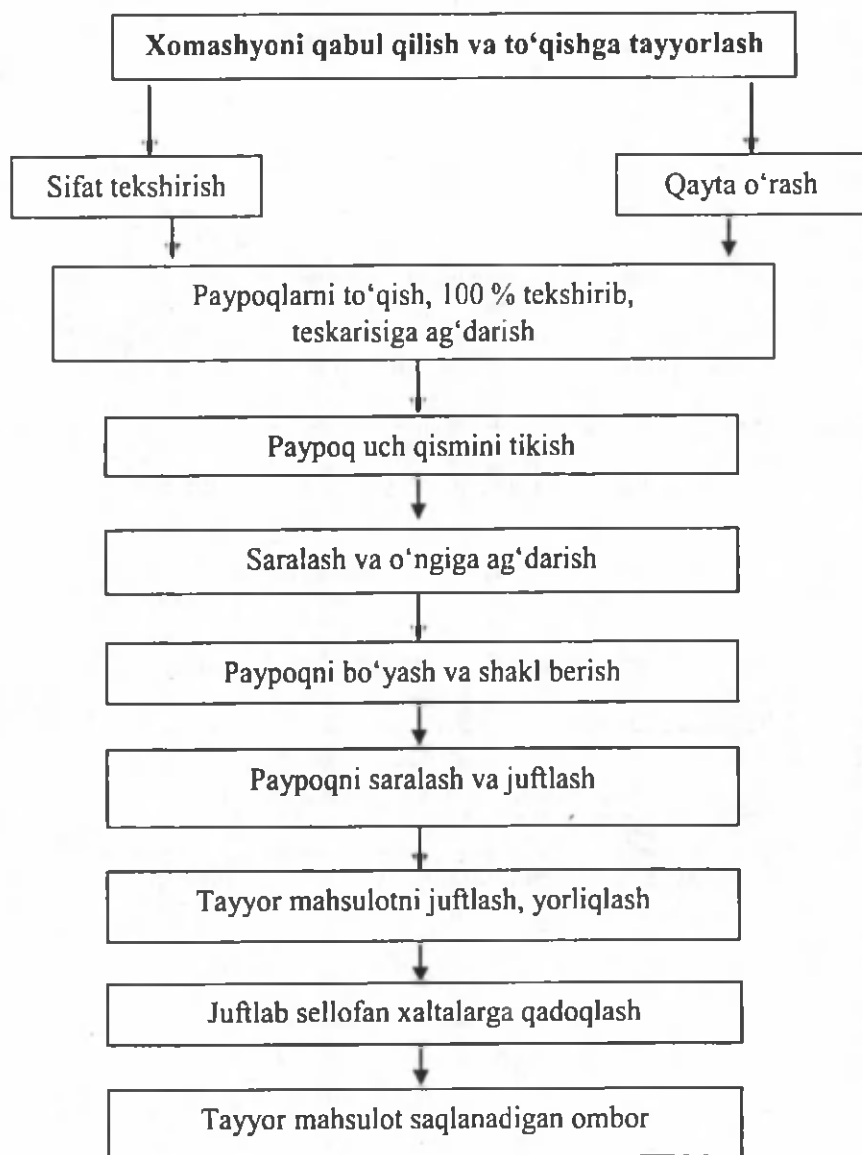 Xomashyoni qabul qilish va to‘qishga tayyorlash
Sifat tekshirish
Qayta o‘rash
Paypoqlarni to‘qish, 100 % tekshirib,
teskarisiga ag‘darish
Paypoq uch qismini tikish
Saralash va o‘ngiga ag‘darish
Paypoqni bo‘yash va shakl berish
Paypoqni saralash va juftlash
Tayyor mahsulotni juftlash, yorliqlash
Juftlab sellofan xaltalarga qadoqlash
Tayyor mahsulot saqlanadigan ombor